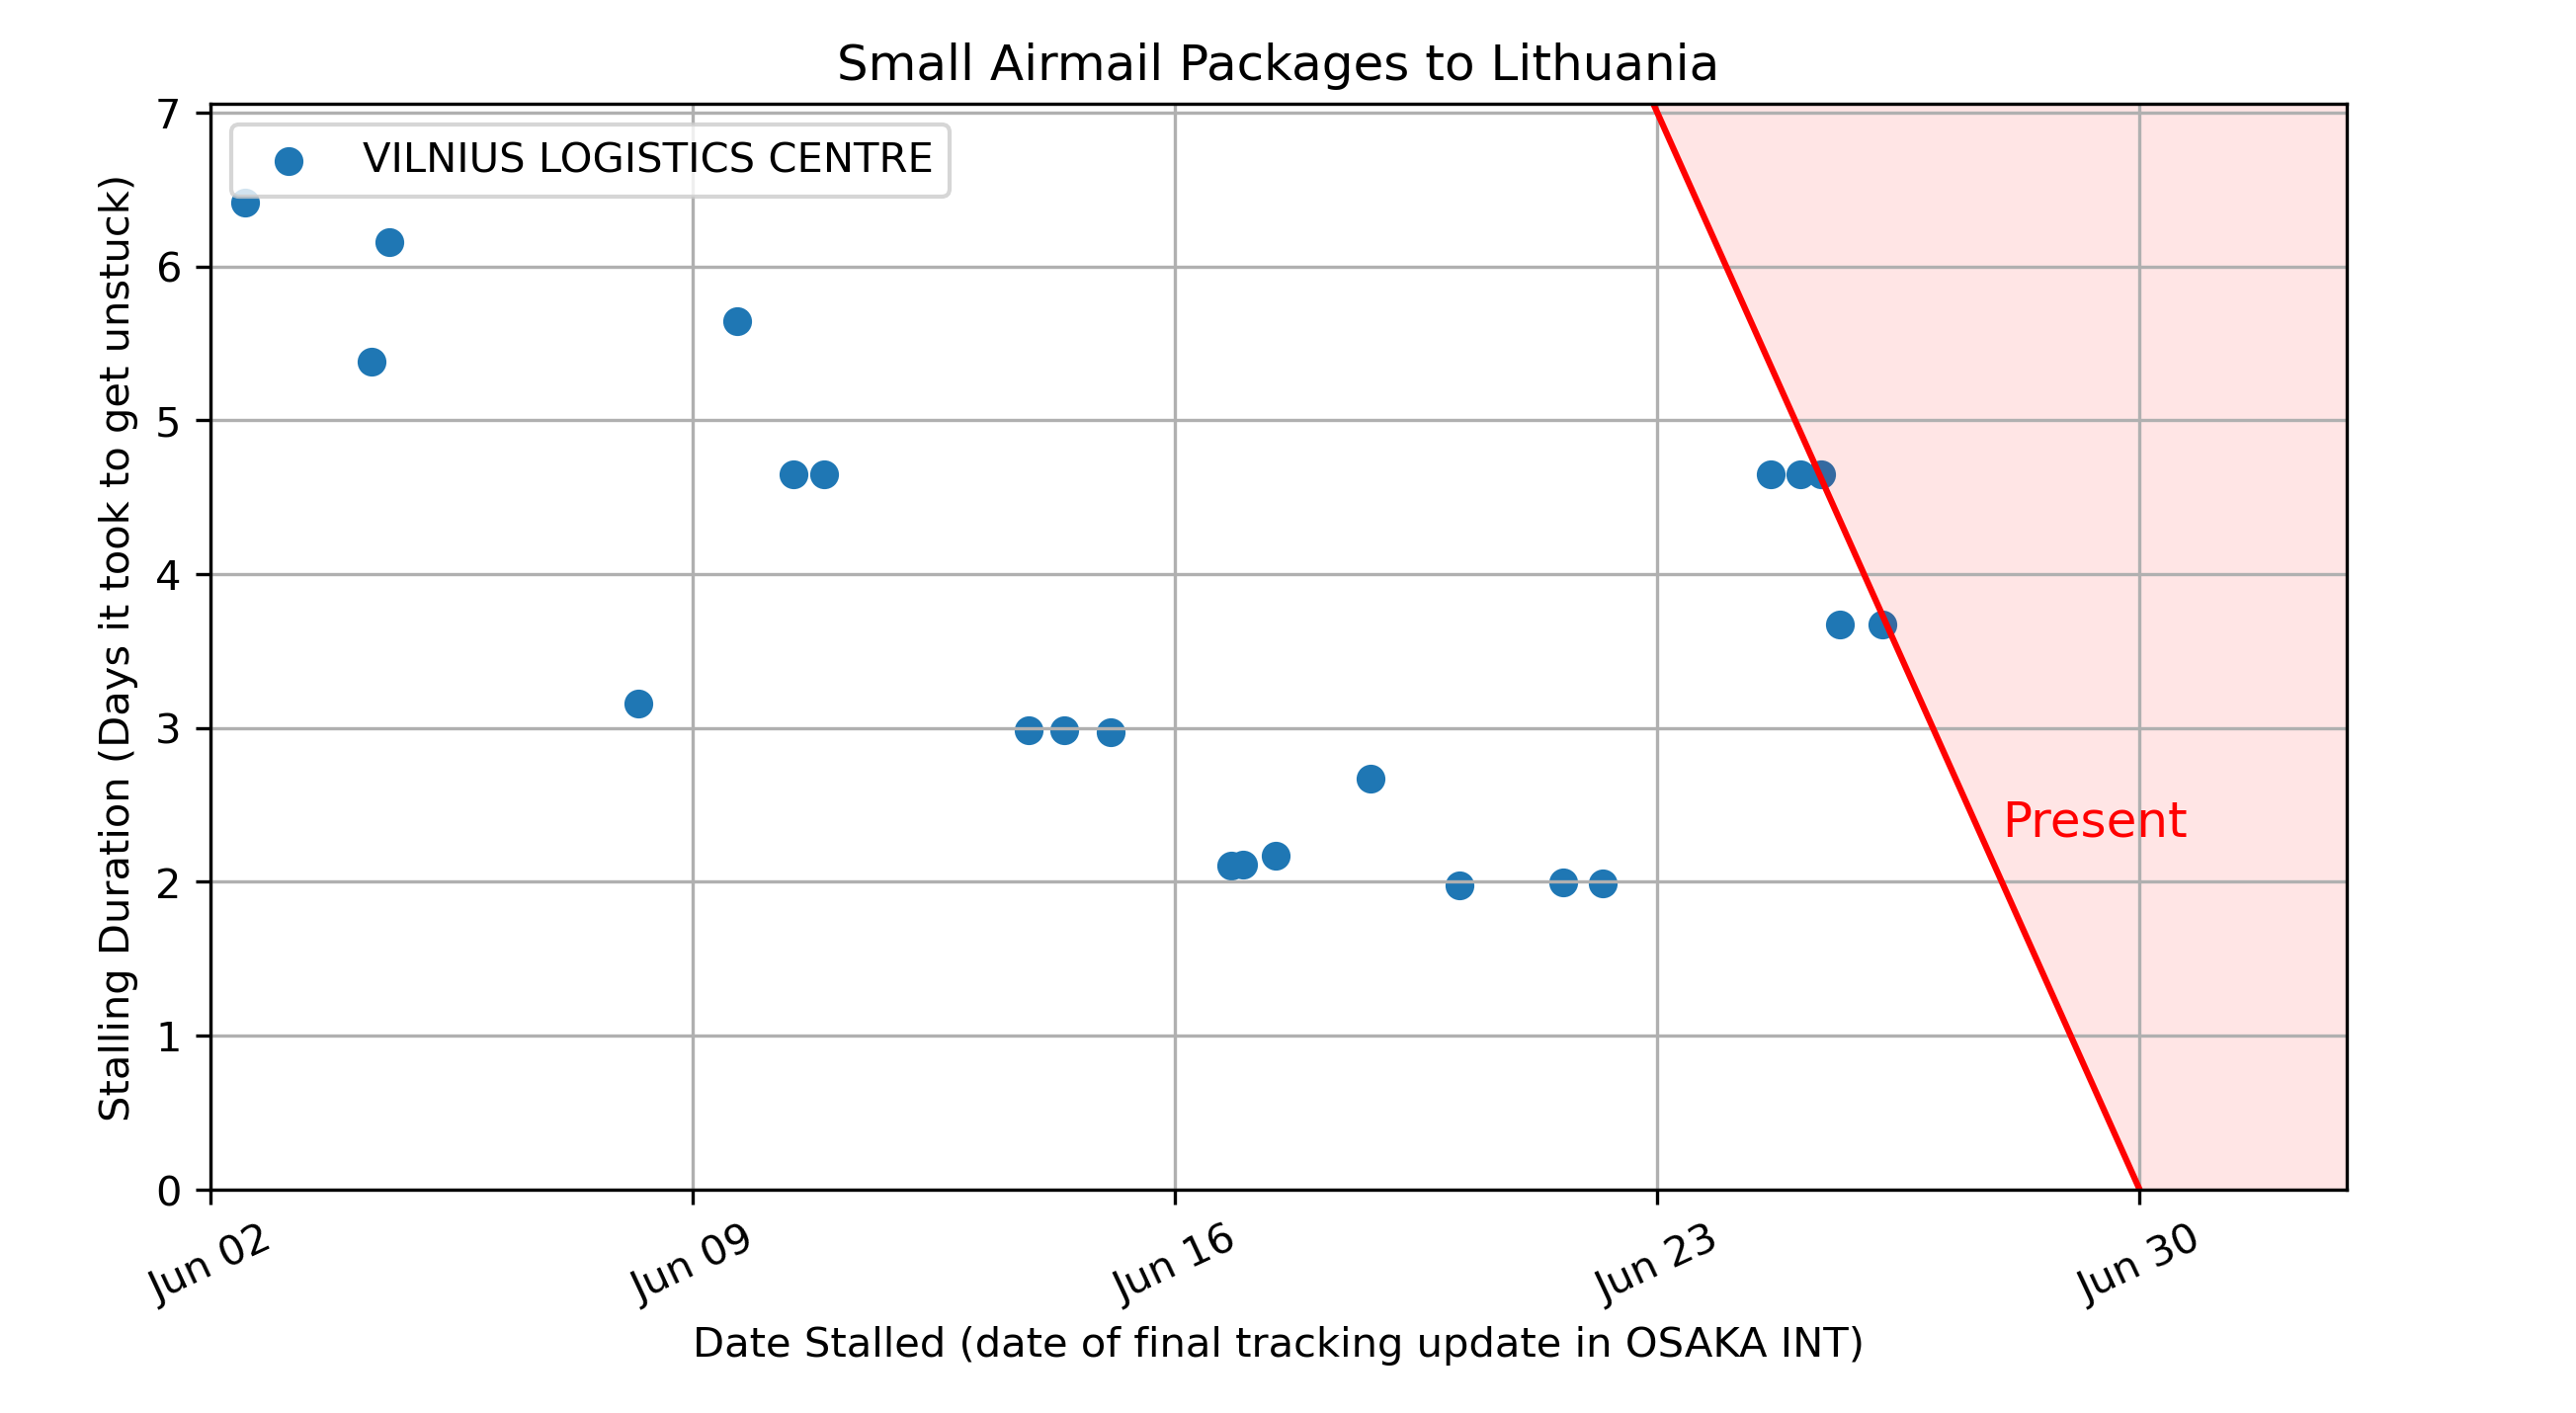 Small Airmail Packages to Lithuania
VILNIUS LOGISTICS CENTRE
Stalling Duration (Days it took to get unstuck)
7
6
5
4
3
2
1
0
Present
Jun 02
Jun 09
Jun 16
Jun 23
Jun 30
Date Stalled (date of final tracking update in OSAKA INT)